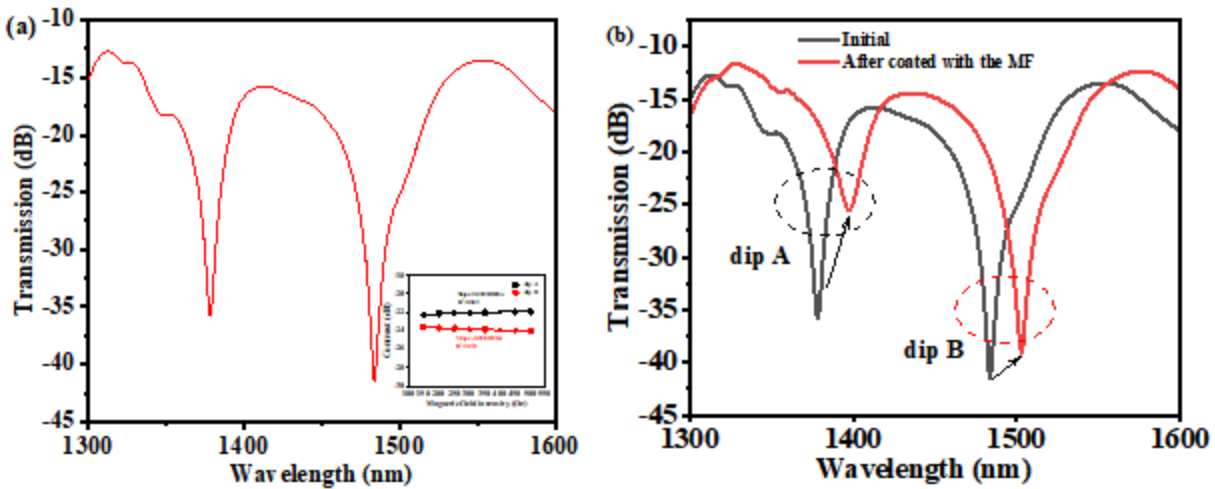 (a)
-10
-15
-20
-25
-30
-35
-40
-45
Transmission (dB)
1300
1400
1500
1600
Wavelength (nm)
Contrast (dB)
(b)
-10
-15
-20
-25
-30
-35
-40
-45
Transmission (dB)
Initial
After coated with the MF
dip A
dip B
1300
1400
1500
1600
Wavelength (nm)